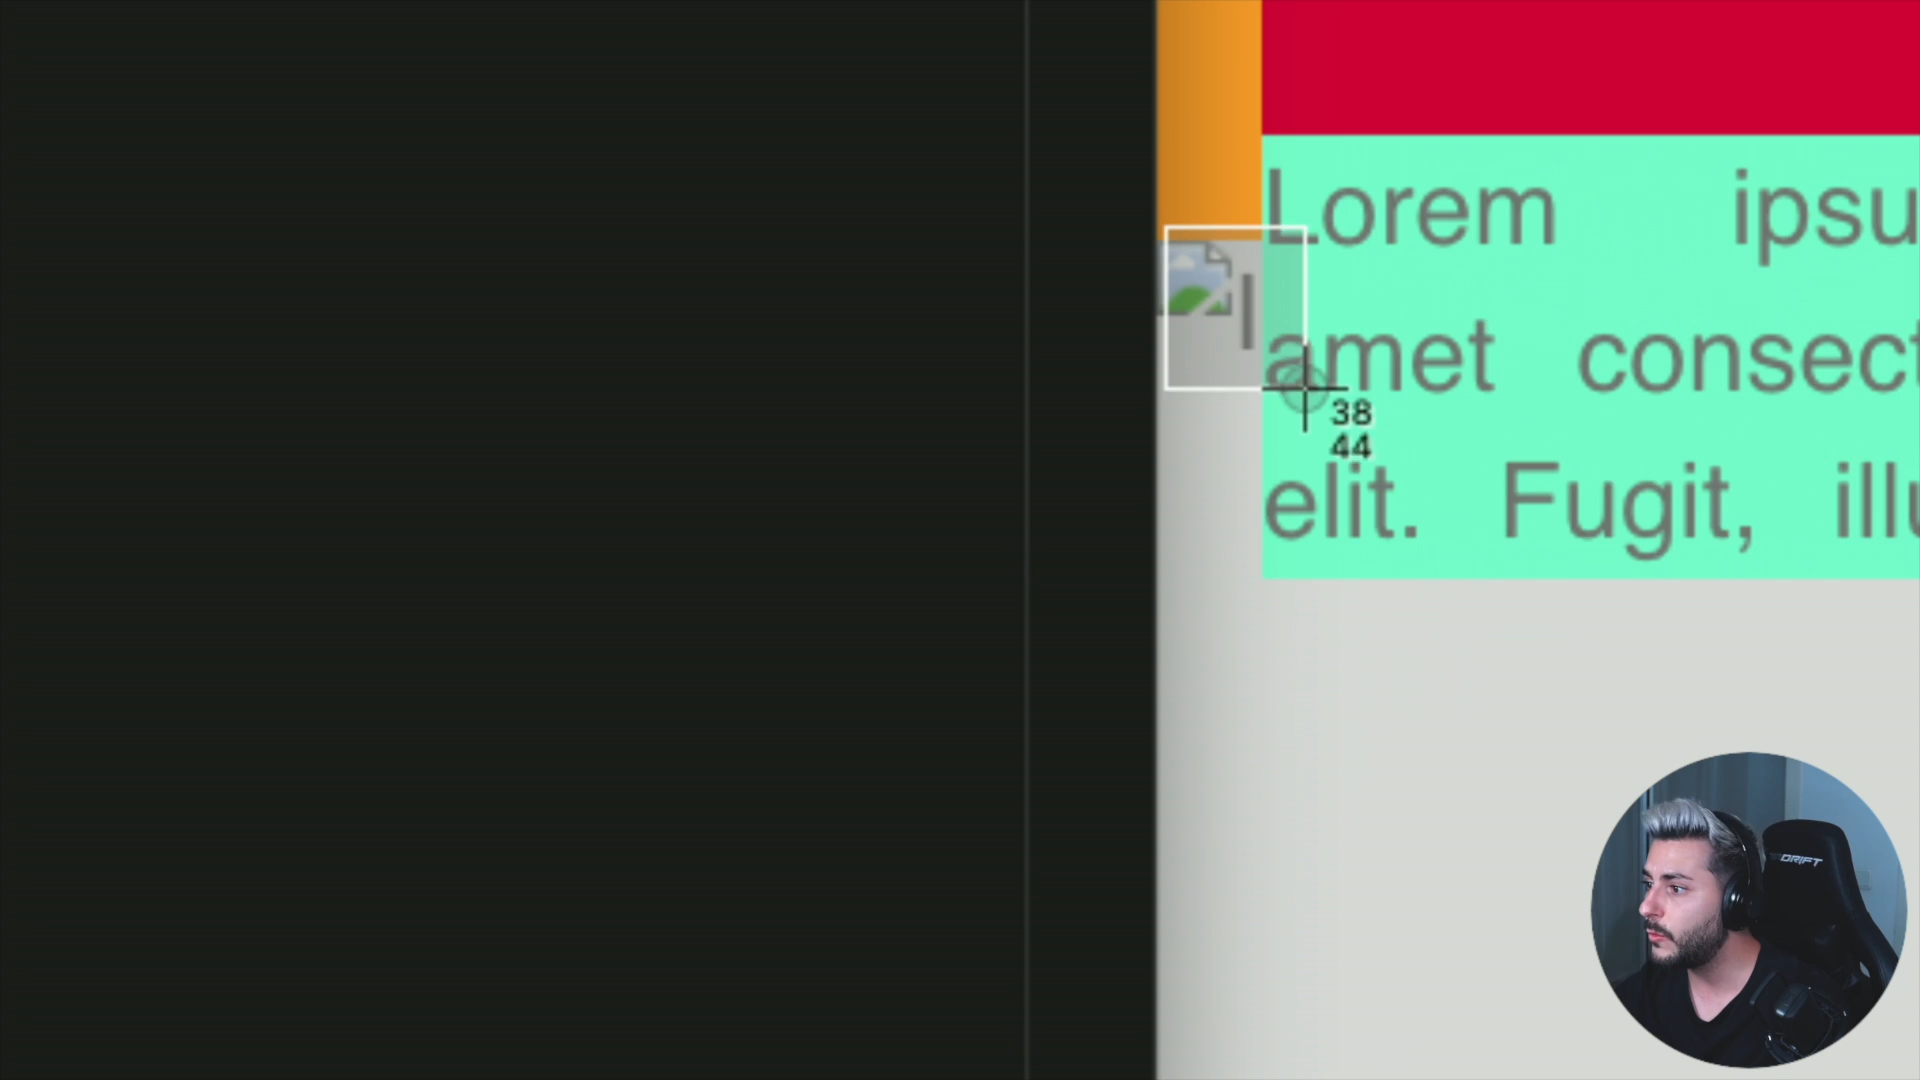 Lorem ipsu
amet consect
38
44
elit. Fugit, illu
DRIFT